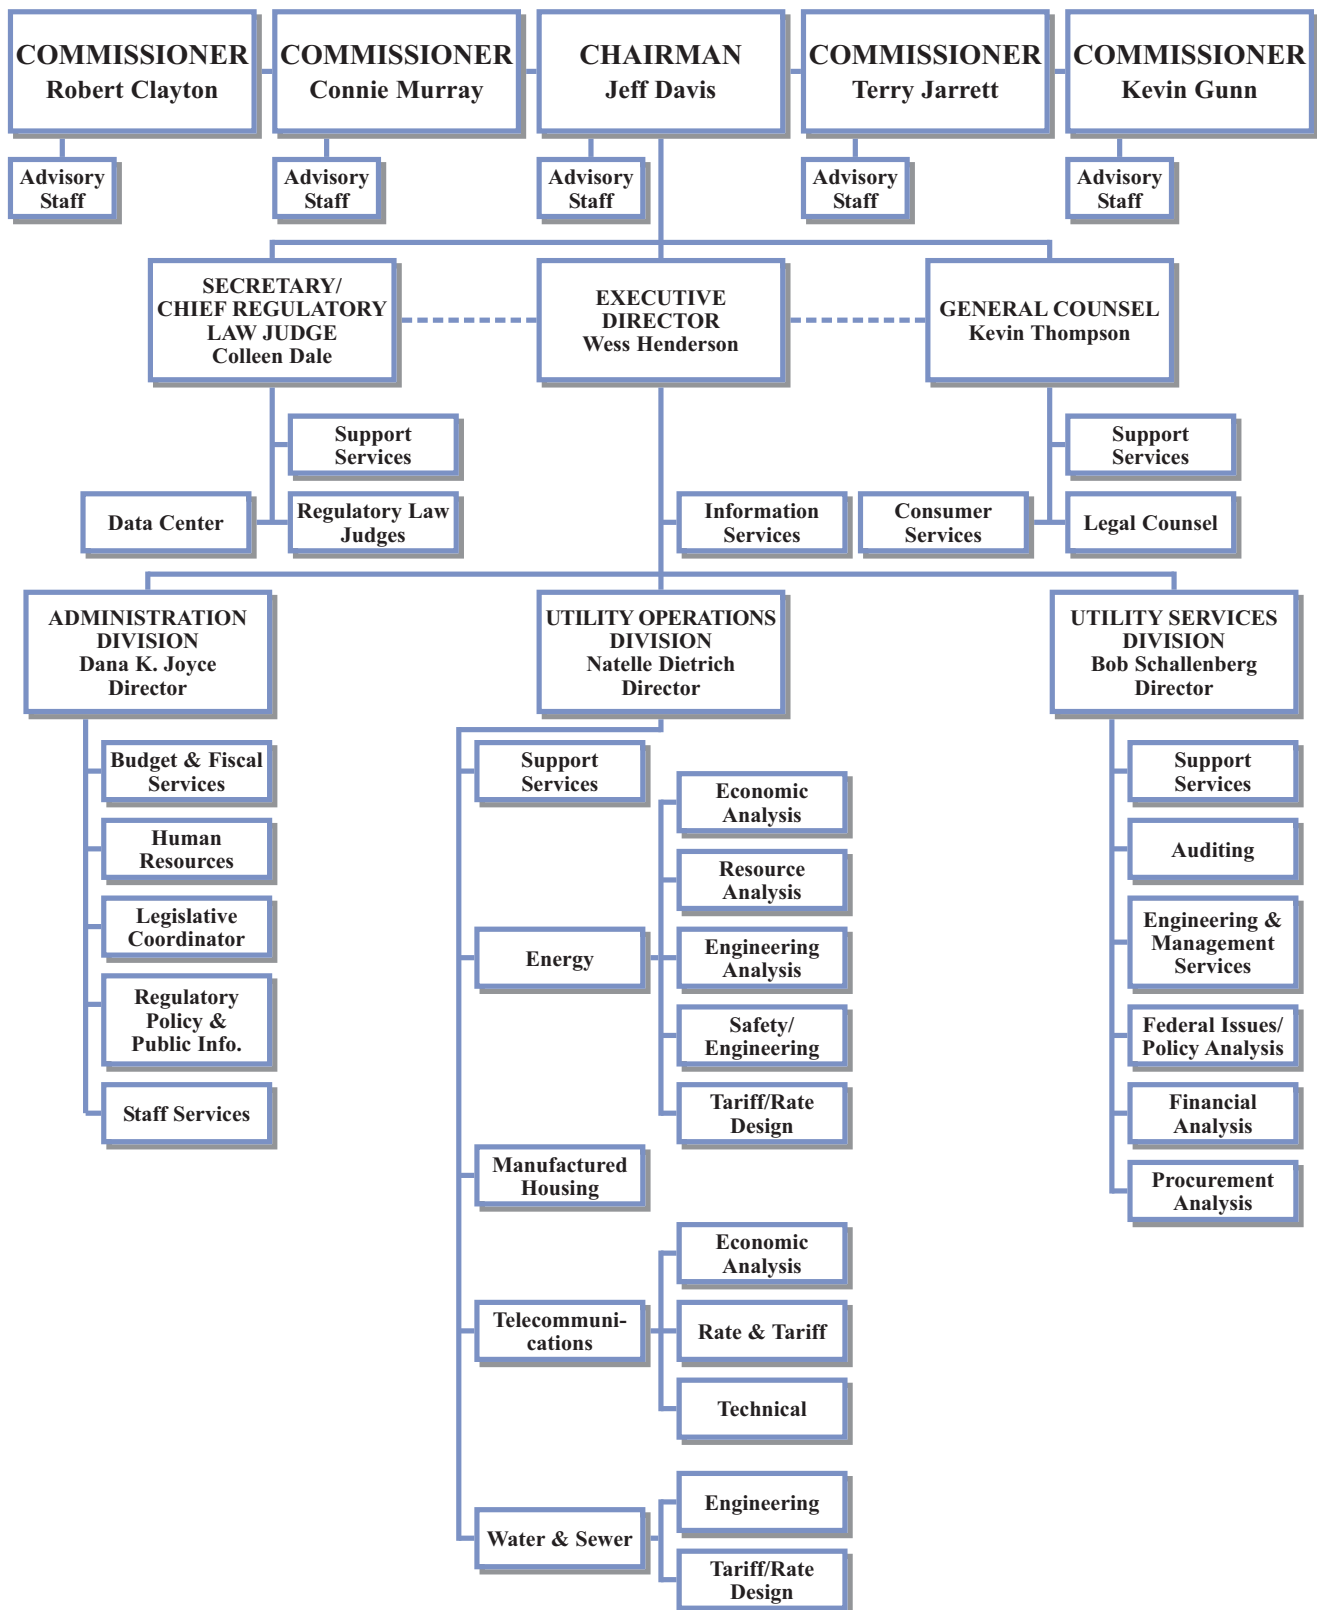 COMMISSIONER
Robert Clayton
COMMISSIONER
Connie Murray
CHAIRMAN
Jeff Davis
COMMISSIONER
Terry Jarrett
COMMISSIONER
Kevin Gunn
Advisory
Staff
Advisory
Staff
Advisory
Staff
Advisory
Staff
Advisory
Staff
SECRETARY/
CHIEF REGULATORY
LAW JUDGE
Colleen Dale
EXECUTIVE
DIRECTOR
Wess Henderson
GENERAL COUNSEL
Kevin Thompson
Support
Services
Support
Services
Data Center
Regulatory Law
Judges
Information
Services
Consumer
Services
Legal Counsel
ADMINISTRATION
DIVISION
Dana K. Joyce
Director
UTILITY OPERATIONS
DIVISION
Natelle Dietrich
Director
UTILITY SERVICES
DIVISION
Bob Schallenberg
Director
Budget & Fiscal
Services
Human
Resources
Legislative
Coordinator
Regulatory
Policy &
Public Info.
Staff Services
Support
Services
Energy
Economic
Analysis
Resource
Analysis
Engineering
Analysis
Safety/
Engineering
Tariff/Rate
Design
Manufactured
Housing
Telecommuni-
cations
Economic
Analysis
Rate & Tariff
Technical
Water & Sewer
Engineering
Tariff/Rate
Design
Support
Services
Auditing
Engineering &
Management
Services
Federal Issues/
Policy Analysis
Financial
Analysis
Procurement
Analysis